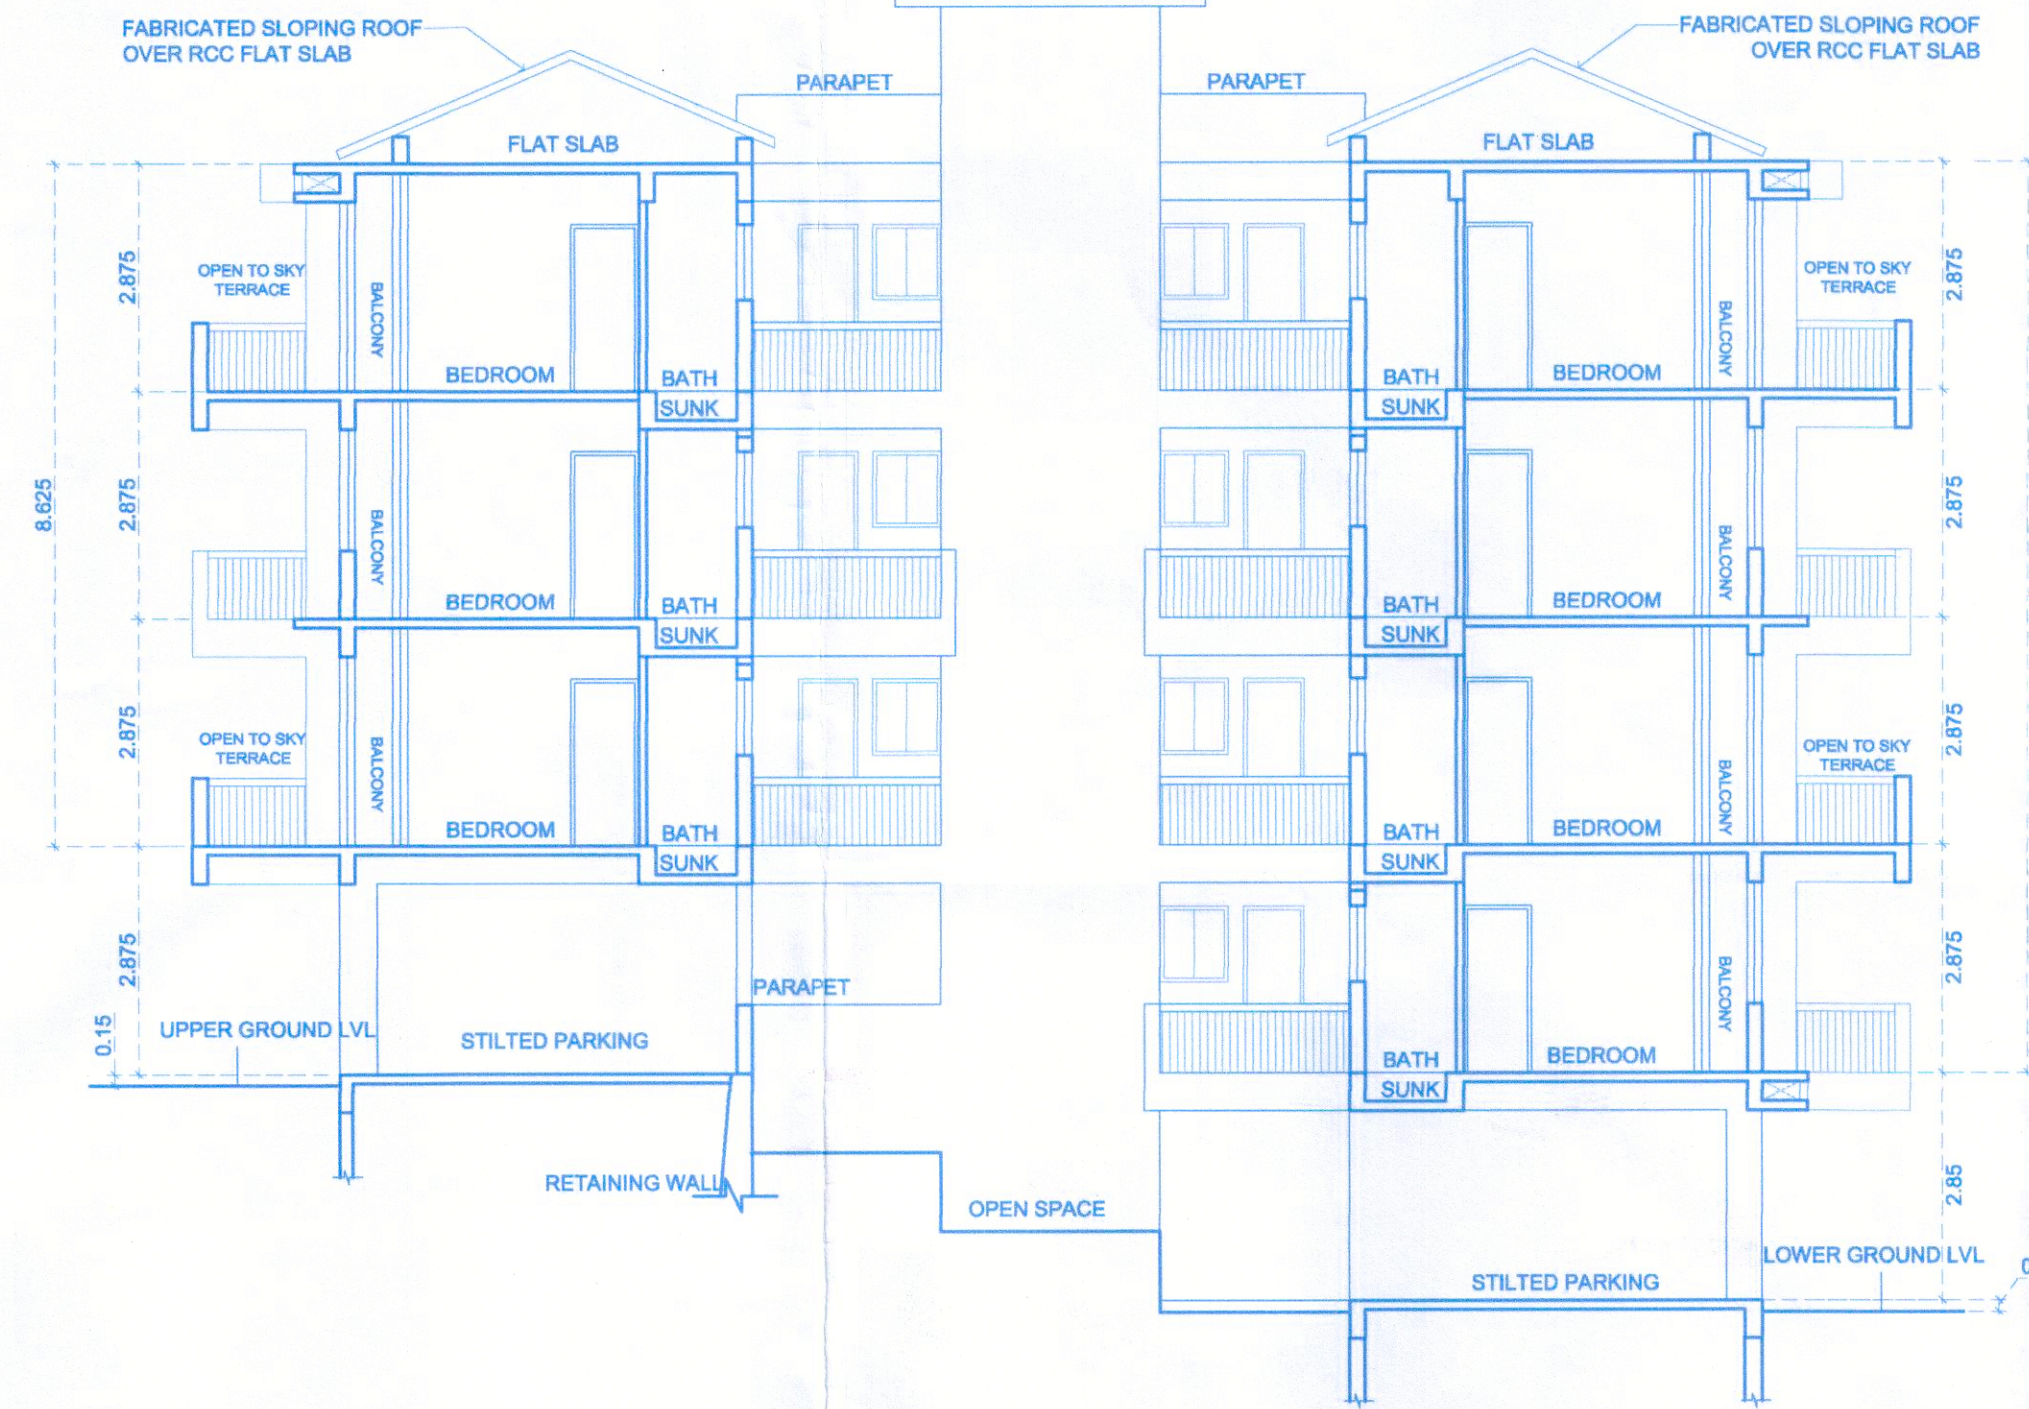 FABRICATED SLOPING ROOF
OVER RCC FLAT SLAB
FABRICATED SLOPING ROOF
OVER RCC FLAT SLAB
PARAPET
PARAPET
FLAT SLAB
FLAT SLAB
2.875
OPEN TO SKY
TERRACE
BALCONY
BEDROOM
BATH
SUNK
BATH
SUNK
BEDROOM
BALCONY
OPEN TO SKY
TERRACE
2.875
8.625
2.875
BALCONY
BEDROOM
BATH
SUNK
BATH
SUNK
BEDROOM
BALCONY
2.875
2.875
OPEN TO SKY
TERRACE
BALCONY
BEDROOM
BATH
SUNK
BATH
SUNK
BEDROOM
BALCONY
OPEN TO SKY
TERRACE
2.875
2.875
0.15
UPPER GROUND LVL
STILTED PARKING
PARAPET
BATH
SUNK
BEDROOM
BALCONY
2.875
RETAINING WALL
OPEN SPACE
2.85
LOWER GROUND LVL
STILTED PARKING